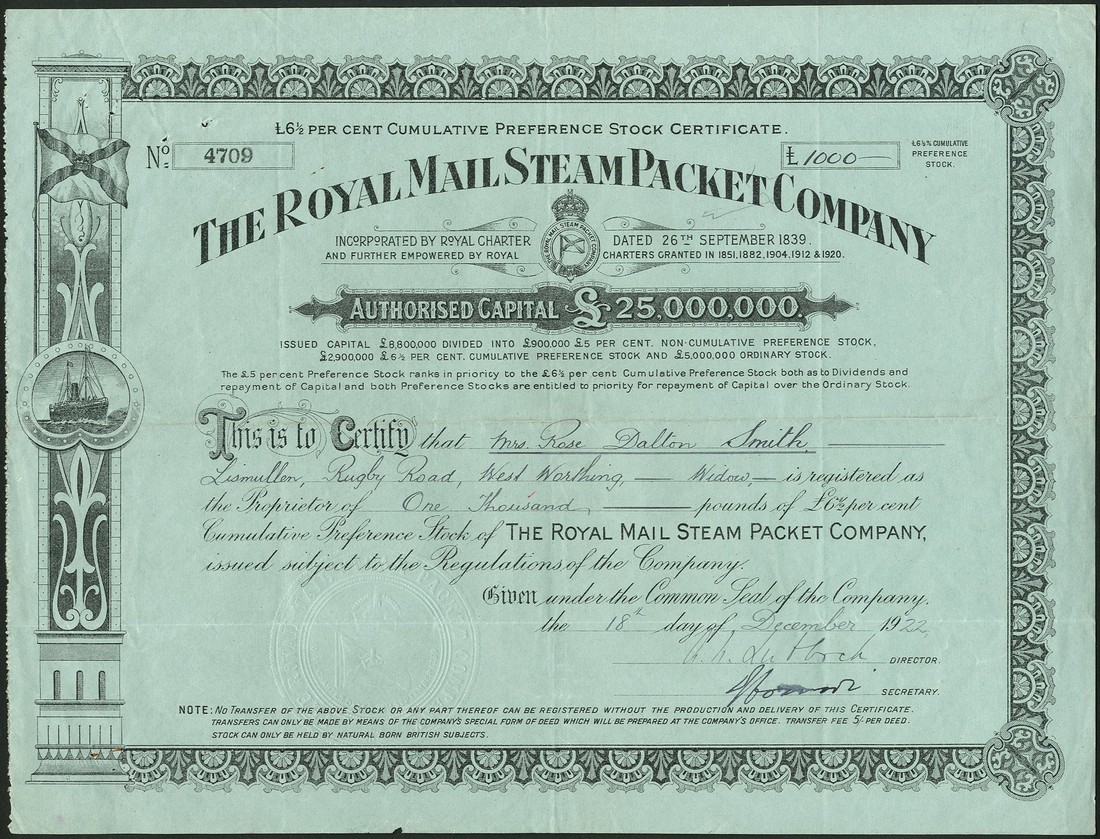 £6½ PER CENT CUMULATIVE PREFERENCE STOCK CERTIFICATE.
No. 4709
£1000—
£6½% CUMULATIVE
PREFERENCE
STOCK.
THE ROYAL MAIL STEAM PACKET COMPANY
THE ROYAL MAIL STEAM PACKET COMPANY
INCORPORATED BY ROYAL CHARTER DATED 26TH SEPTEMBER 1839.
AND FURTHER EMPOWERED BY ROYAL CHARTERS GRANTED IN 1851, 1882, 1904, 1912 & 1920.
AUTHORISED CAPITAL £25,000,000.
ISSUED CAPITAL £8,800,000 DIVIDED INTO £900,000 £5 PER CENT. NON-CUMULATIVE PREFERENCE STOCK,
£2,900,000 £6½ PER CENT. CUMULATIVE PREFERENCE STOCK AND £5,000,000 ORDINARY STOCK.
The £5 per cent Preference Stock ranks in priority to the £6½ per cent Cumulative Preference Stock both as to Dividends and
repayment of Capital and both Preference Stocks are entitled to priority for repayment of Capital over the Ordinary Stock.
This is to Certify that Mrs. Rose Dalton Smith,
Lismullen, Rugby Road, West Worthing, — Widow, — is registered as
the Proprietor of One Thousand, — pounds of £6½ per cent
Cumulative Preference Stock of THE ROYAL MAIL STEAM PACKET COMPANY,
issued subject to the Regulations of the Company.
Given under the Common Seal of the Company.
the 18th day of December 1922
DIRECTOR.
SECRETARY.
NOTE: NO TRANSFER OF THE ABOVE STOCK OR ANY PART THEREOF CAN BE REGISTERED WITHOUT THE PRODUCTION AND DELIVERY OF THIS CERTIFICATE.
TRANSFERS CAN ONLY BE MADE BY MEANS OF THE COMPANY'S SPECIAL FORM OF DEED WHICH WILL BE PREPARED AT THE COMPANY'S OFFICE. TRANSFER FEE 5/- PER DEED.
STOCK CAN ONLY BE HELD BY NATURAL BORN BRITISH SUBJECTS.